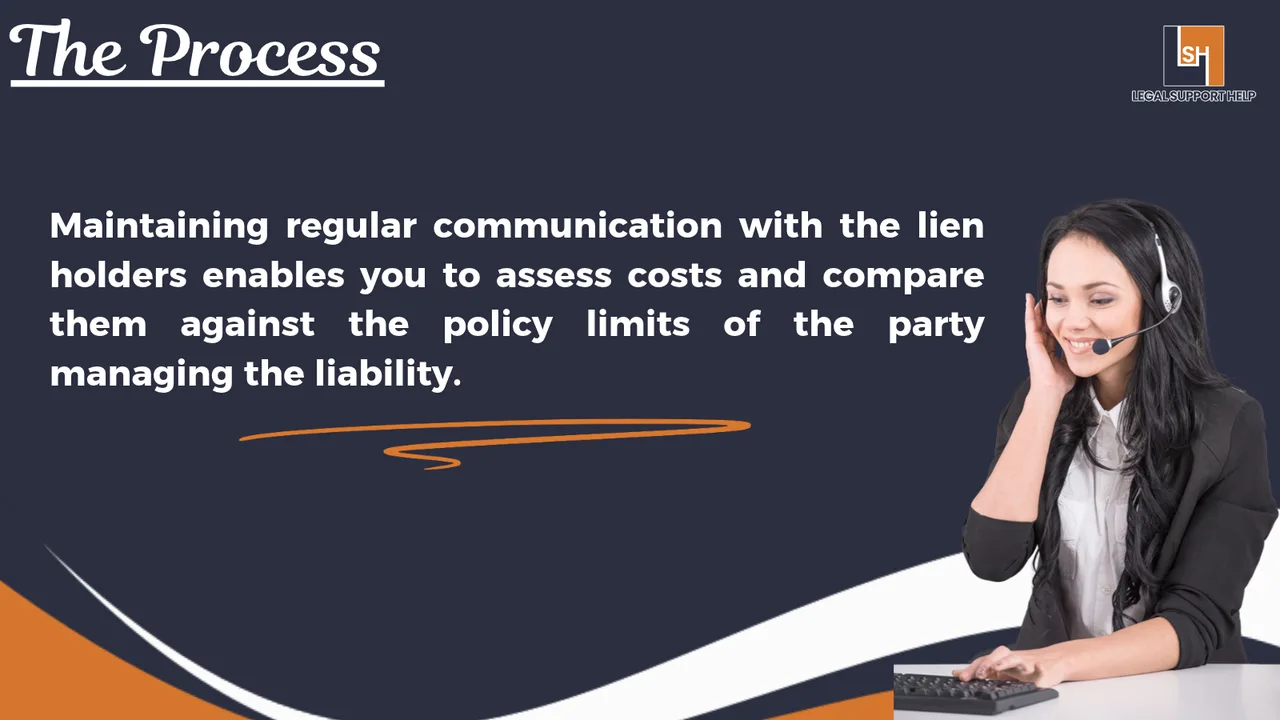 The Process
LSH
LEGAL SUPPORT HELP
Maintaining regular communication with the lien
holders enables you to assess costs and compare
them against the policy limits of the party
managing the liability.